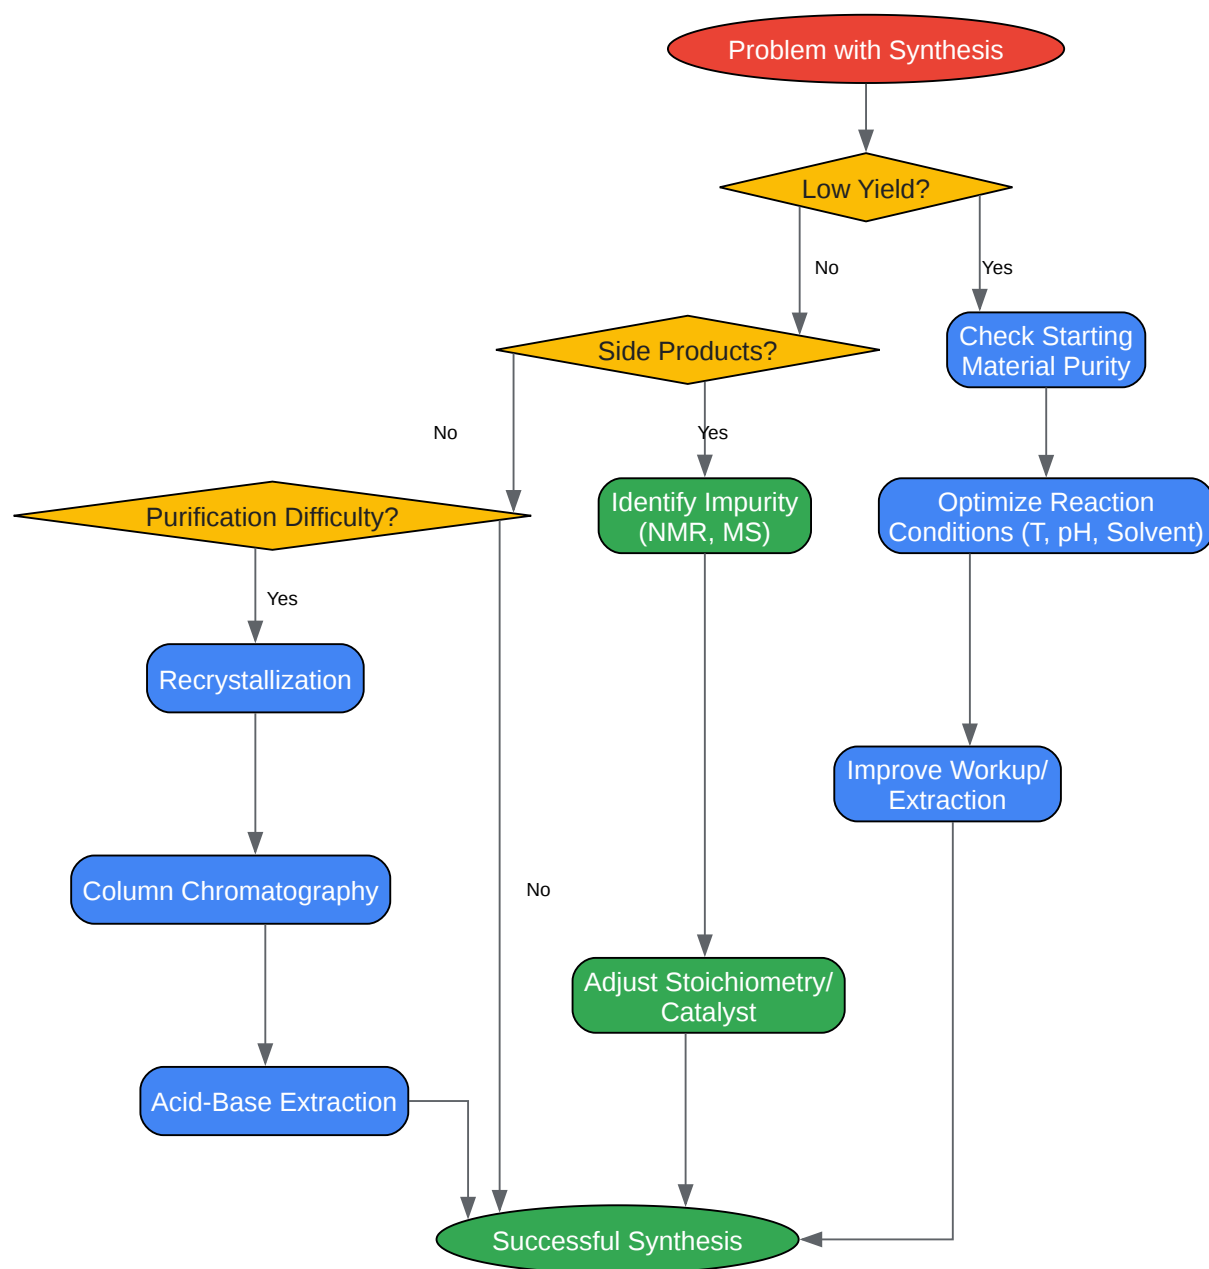 Problem with Synthesis
Low Yield?
No
Yes
Side Products?
Check Starting
Material Purity
No
Yes
Purification Difficulty?
Identify Impurity
(NMR, MS)
Optimize Reaction
Conditions (T, pH, Solvent)
Yes
Recrystallization
Improve Workup/
Extraction
Column Chromatography
No
Adjust Stoichiometry/
Catalyst
Acid-Base Extraction
Successful Synthesis